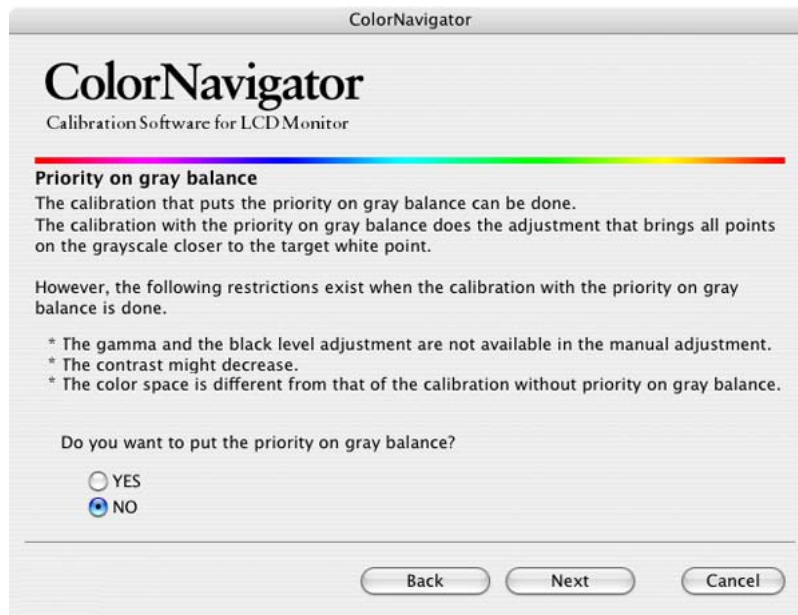 ColorNavigator
ColorNavigator
Calibration Software for LCD Monitor
Priority on gray balance
The calibration that puts the priority on gray balance can be done.
The calibration with the priority on gray balance does the adjustment that brings all points
on the grayscale closer to the target white point.
However, the following restrictions exist when the calibration with the priority on gray
balance is done.
* The gamma and the black level adjustment are not available in the manual adjustment.
* The contrast might decrease.
* The color space is different from that of the calibration without priority on gray balance.
Do you want to put the priority on gray balance?
YES
NO
Back Next Cancel